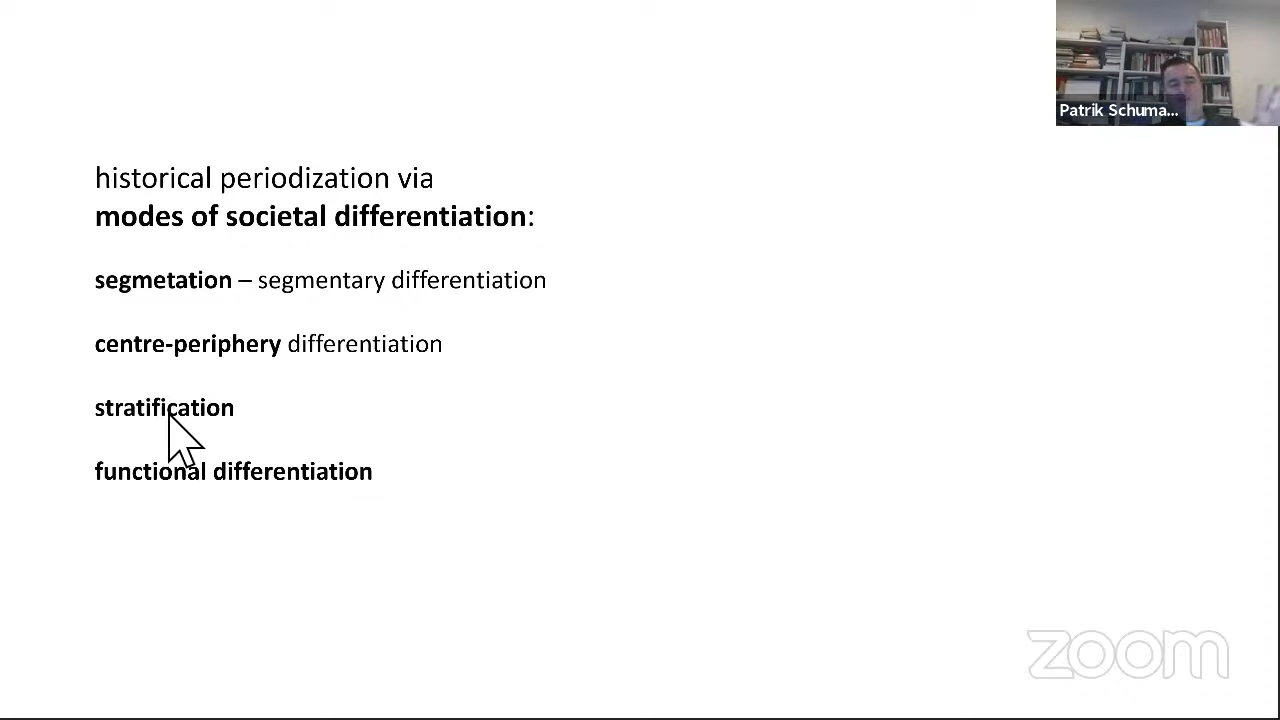 Patrik Schuma...
historical periodization via
modes of societal differentiation:
segmetation – segmentary differentiation
centre-periphery differentiation
stratification
functional differentiation
zoom